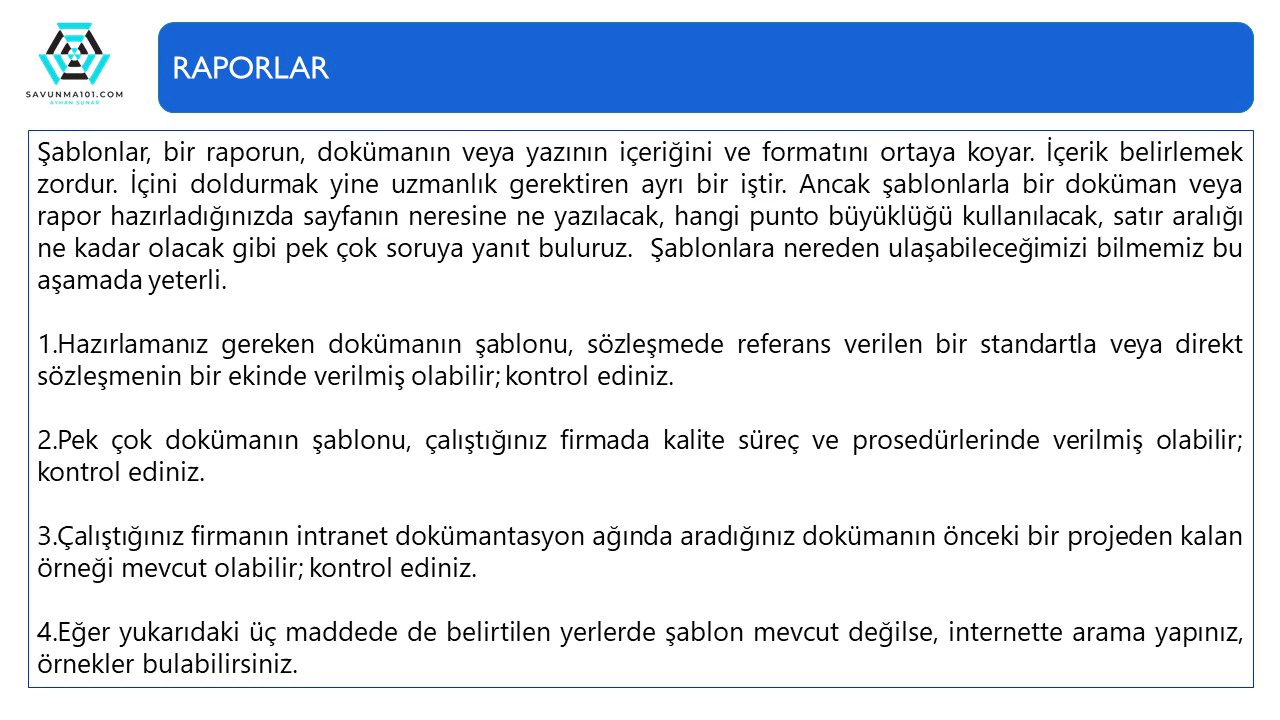 SAVUNMA101.COM
AYHAN SUNAR
RAPORLAR
Şablonlar, bir raporun, dokümanın veya yazının içeriğini ve formatını ortaya koyar. İçerik belirlemek
zordur. İçini doldurmak yine uzmanlık gerektiren ayrı bir iştir. Ancak şablonlarla bir doküman veya
rapor hazırladığınızda sayfanın neresine ne yazılacak, hangi punto büyüklüğü kullanılacak, satır aralığı
ne kadar olacak gibi pek çok soruya yanıt buluruz.  Şablonlara nereden ulaşabileceğimizi bilmemiz bu
aşamada yeterli.
1.Hazırlamanız gereken dokümanın şablonu, sözleşmede referans verilen bir standartla veya direkt
sözleşmenin bir ekinde verilmiş olabilir; kontrol ediniz.
2.Pek çok dokümanın şablonu, çalıştığınız firmada kalite süreç ve prosedürlerinde verilmiş olabilir;
kontrol ediniz.
3.Çalıştığınız firmanın intranet dokümantasyon ağında aradığınız dokümanın önceki bir projeden kalan
örneği mevcut olabilir; kontrol ediniz.
4.Eğer yukarıdaki üç maddede de belirtilen yerlerde şablon mevcut değilse, internette arama yapınız,
örnekler bulabilirsiniz.